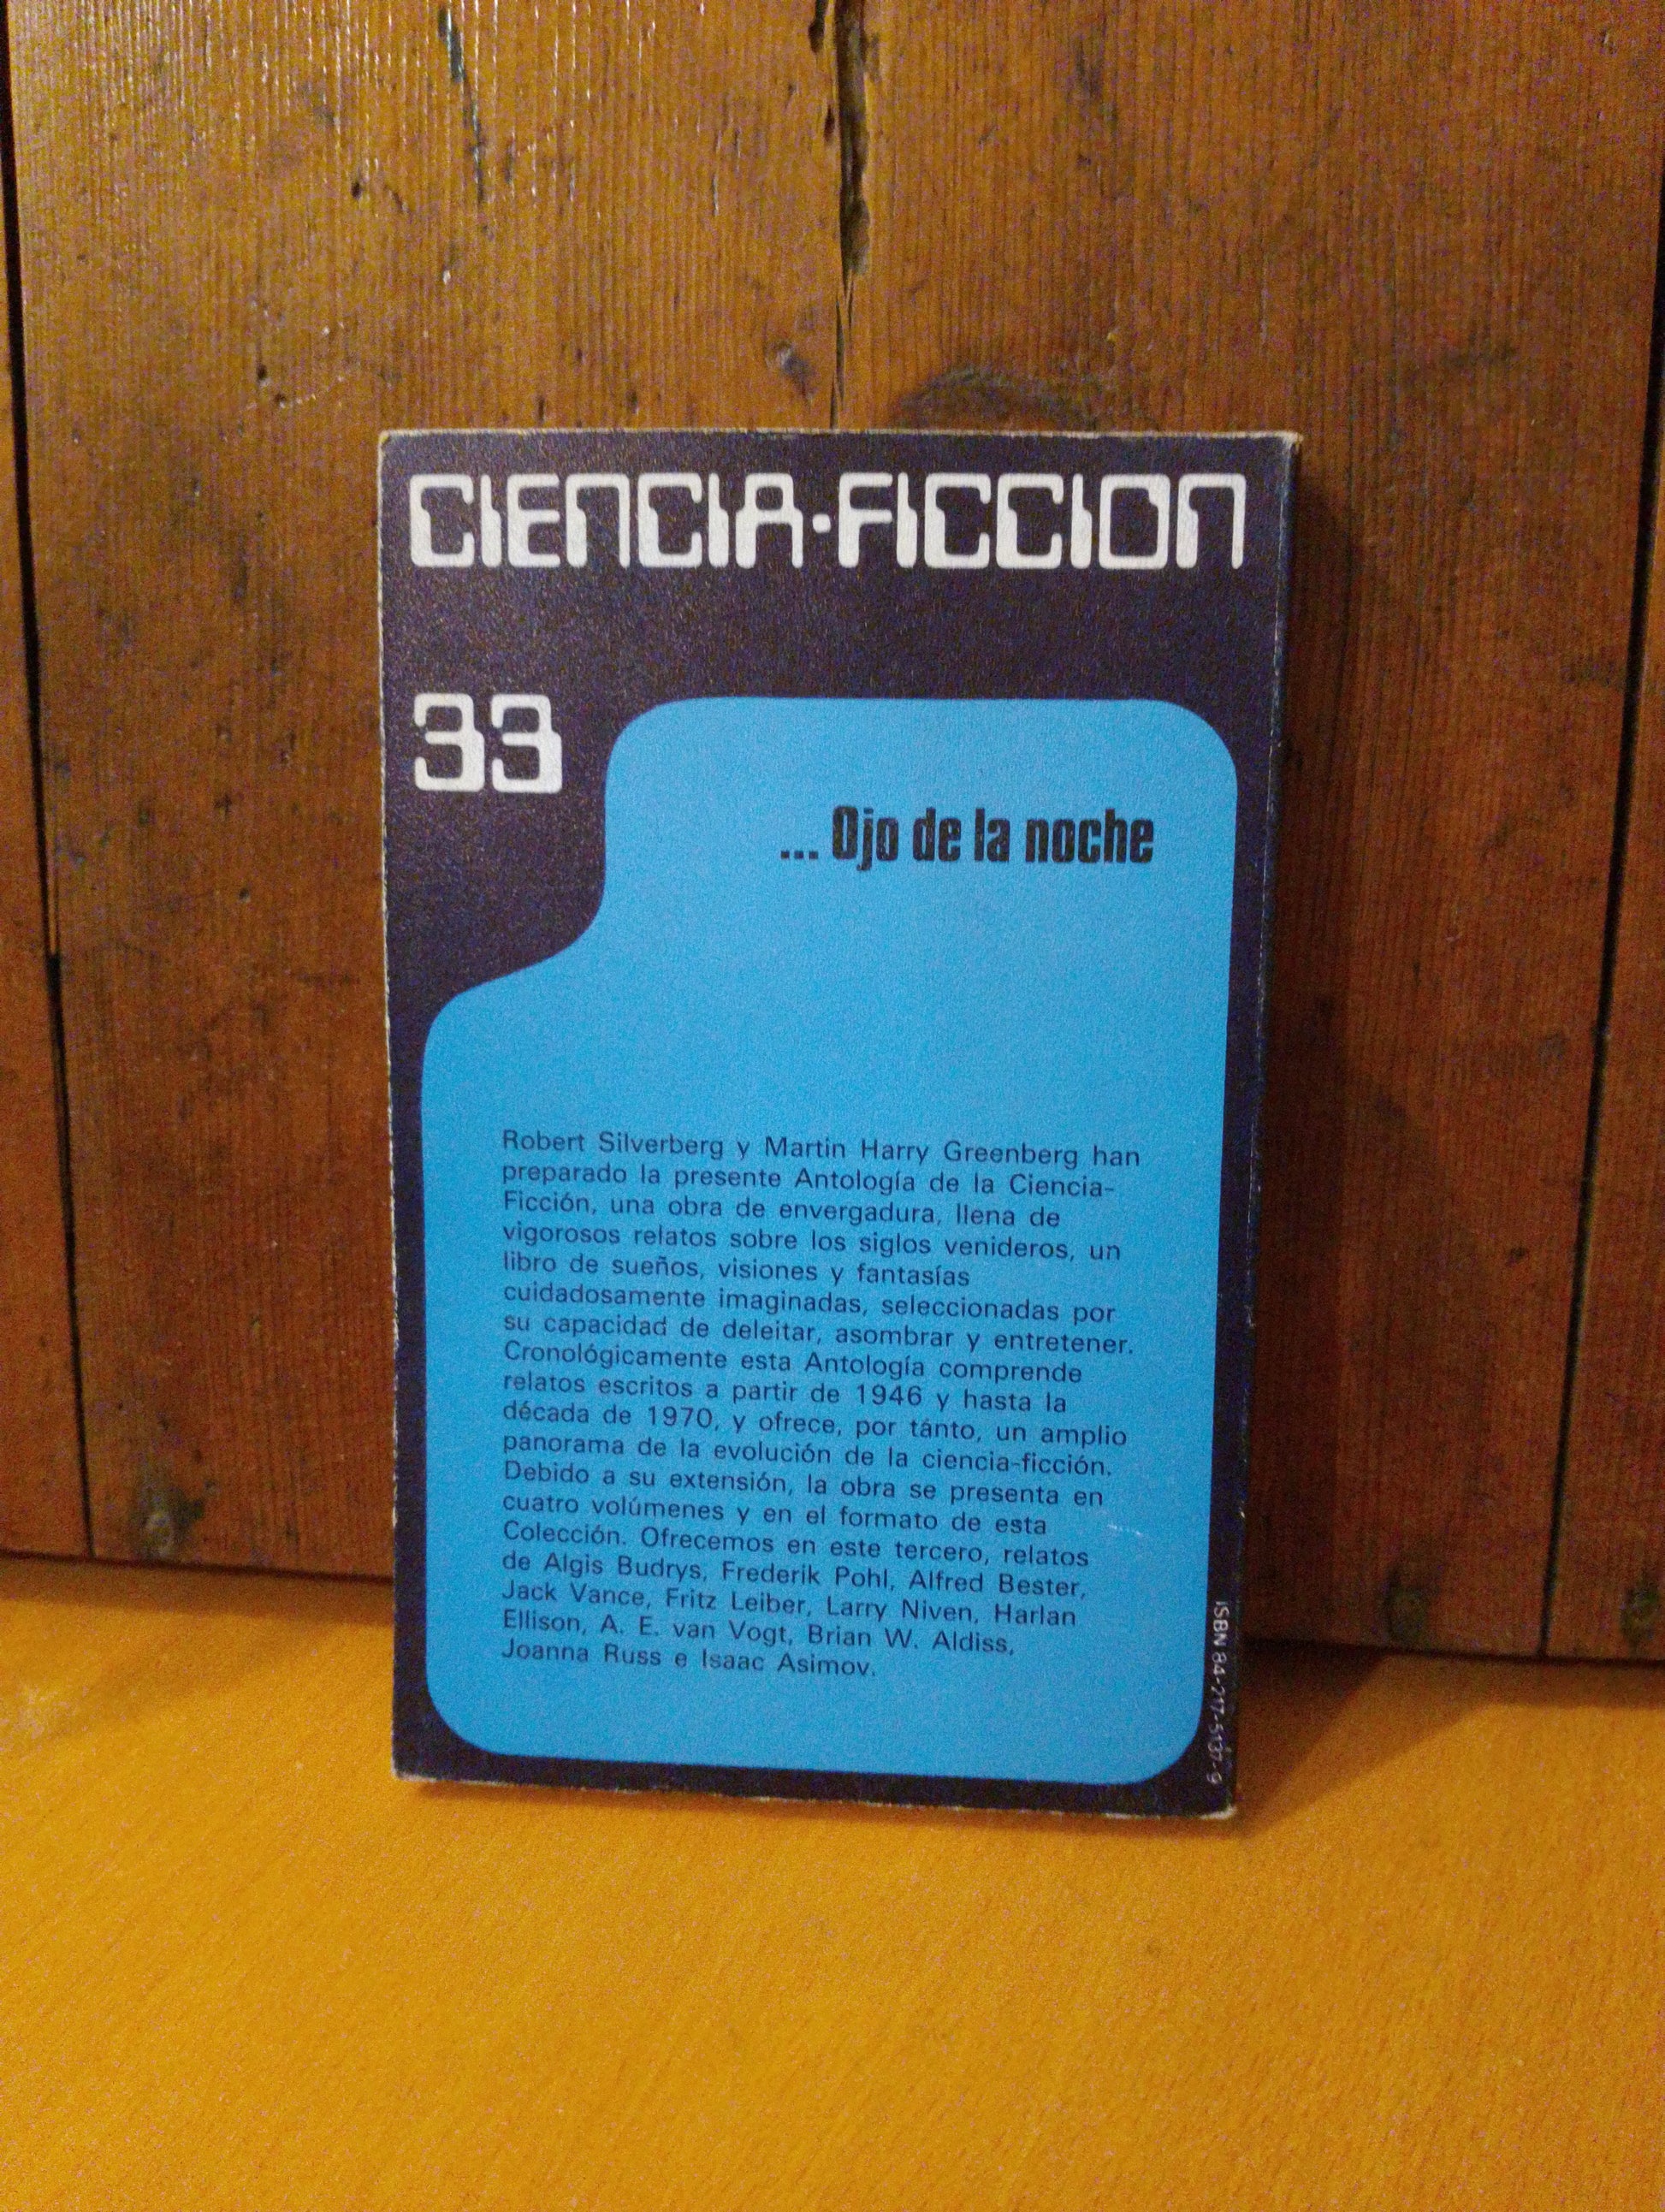 CIENCIA·FICCION
33
... Ojo de la noche
Robert Silverberg y Martin Harry Greenberg han
preparado la presente Antología de la Ciencia-
Ficción, una obra de envergadura, llena de
vigorosos relatos sobre los siglos venideros, un
libro de sueños, visiones y fantasías
cuidadosamente imaginadas, seleccionadas por
su capacidad de deleitar, asombrar y entretener.
Cronológicamente esta Antología comprende
relatos escritos a partir de 1946 y hasta la
década de 1970, y ofrece, por tánto, un amplio
panorama de la evolución de la ciencia-ficción.
Debido a su extensión, la obra se presenta en
cuatro volúmenes y en el formato de esta
Colección. Ofrecemos en este tercero, relatos
de Algis Budrys, Frederik Pohl, Alfred Bester,
Jack Vance, Fritz Leiber, Larry Niven, Harlan
Ellison, A. E. van Vogt, Brian W. Aldiss,
Joanna Russ e Isaac Asimov.
ISBN 84-217-5137-9